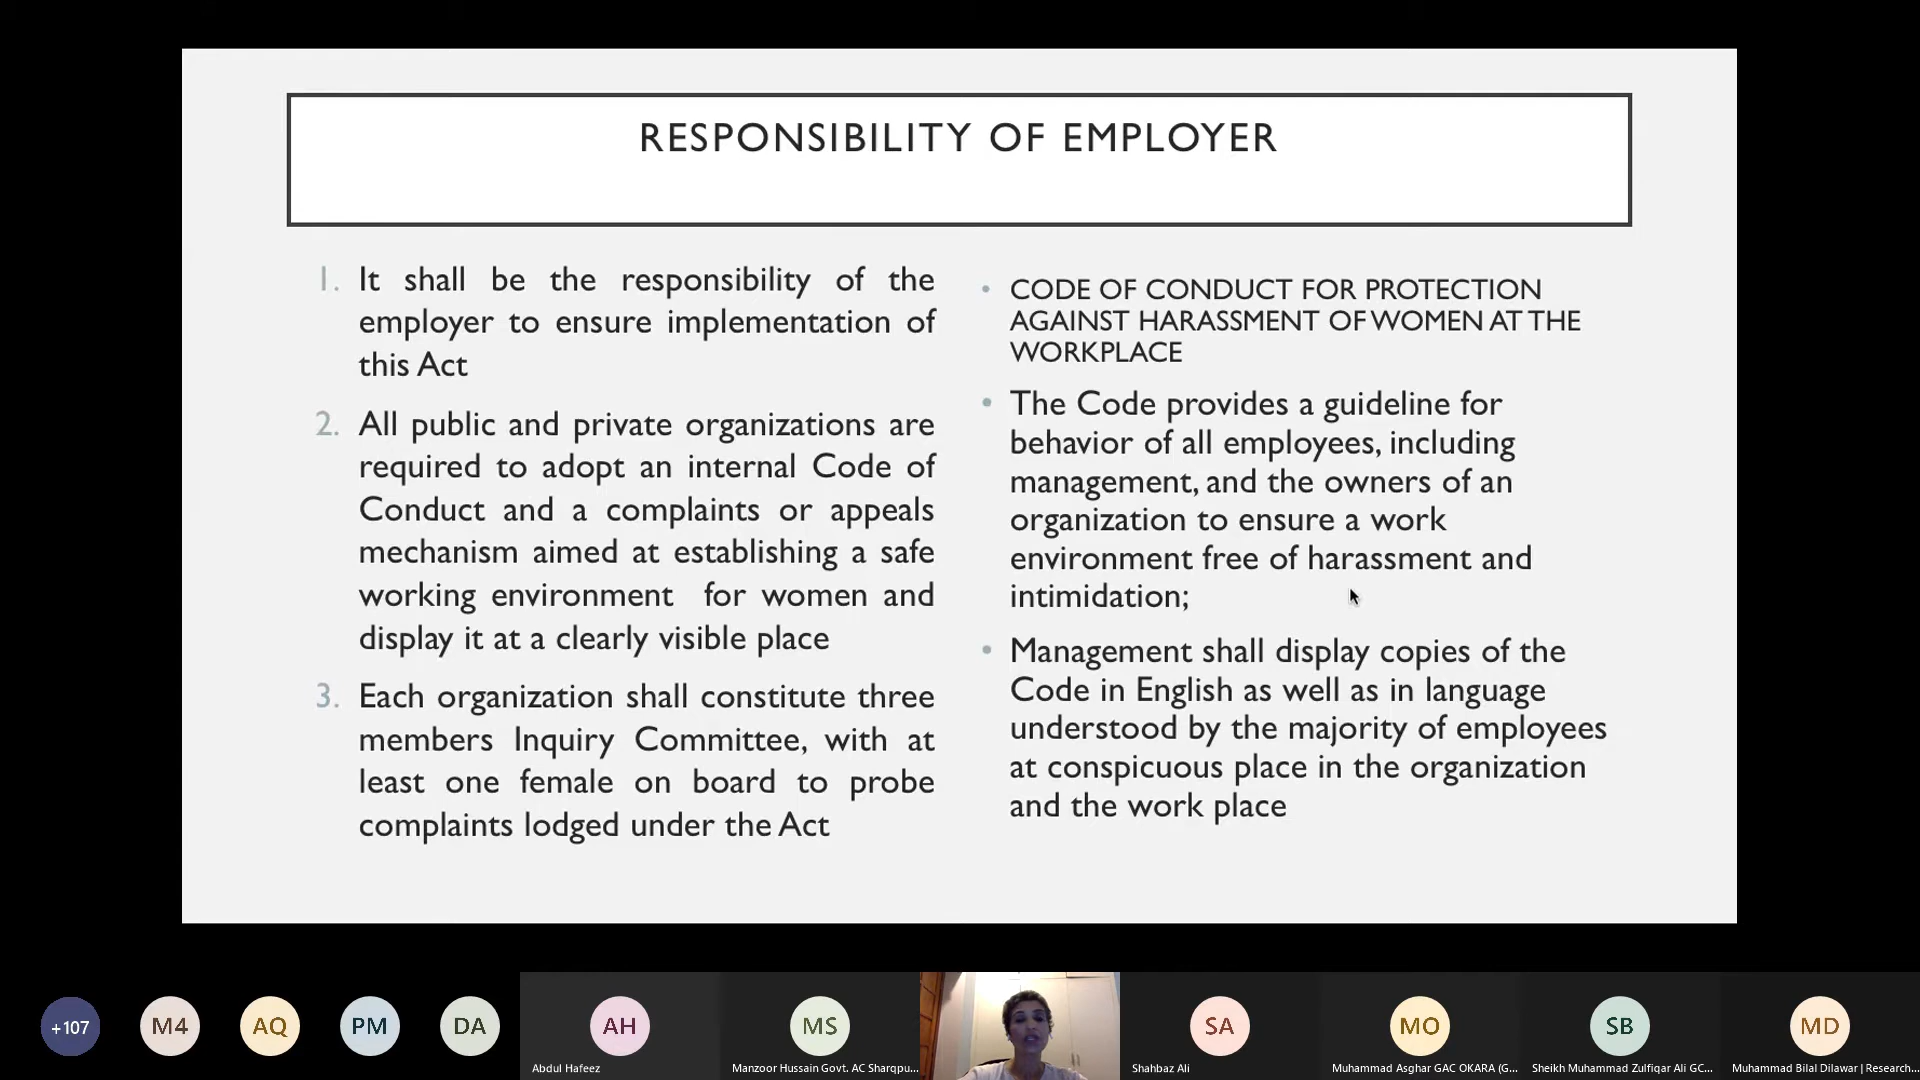 RESPONSIBILITY OF EMPLOYER
1. It shall be the responsibility of the
employer to ensure implementation of
this Act
2. All public and private organizations are
required to adopt an internal Code of
Conduct and a complaints or appeals
mechanism aimed at establishing a safe
working environment for women and
display it at a clearly visible place
3. Each organization shall constitute three
members Inquiry Committee, with at
least one female on board to probe
complaints lodged under the Act
• CODE OF CONDUCT FOR PROTECTION
AGAINST HARASSMENT OF WOMEN AT THE
WORKPLACE
• The Code provides a guideline for
behavior of all employees, including
management, and the owners of an
organization to ensure a work
environment free of harassment and
intimidation;
• Management shall display copies of the
Code in English as well as in language
understood by the majority of employees
at conspicuous place in the organization
and the work place
+107
M4
AQ
PM
DA
AH
MS
SA
MO
SB
MD
Abdul Hafeez
Manzoor Hussain Govt. AC Sharqpu...
Shahbaz Ali
Muhammad Asghar GAC OKARA (G...
Sheikh Muhammad Zulfiqar Ali GC...
Muhammad Bilal Dilawar | Research...